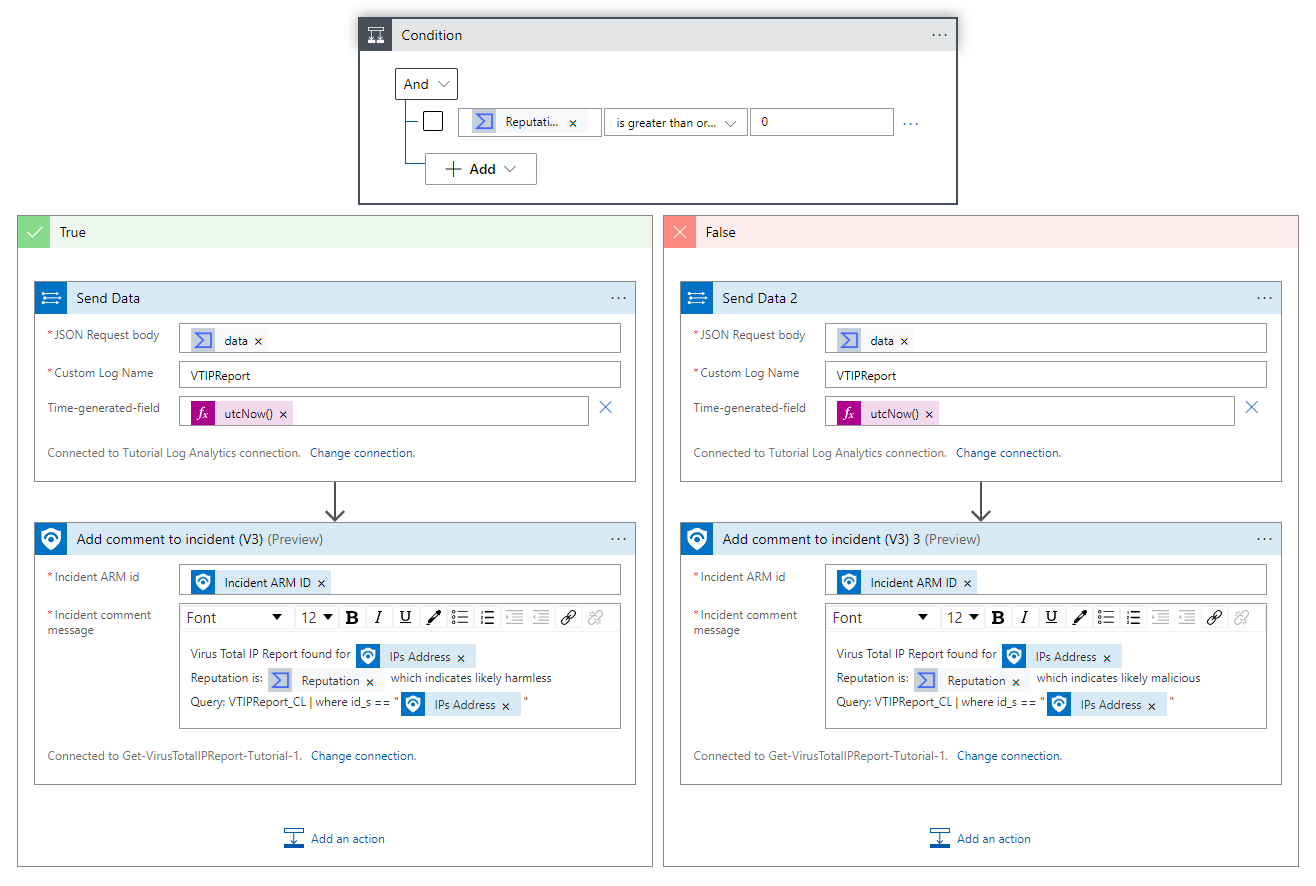 Condition
...
And
Reputati... × is greater than or... 0 ...
+ Add
True
Send Data ...
*JSON Request body data ×
*Custom Log Name VTIPReport
Time-generated-field fx utcNow() ×
Connected to Tutorial Log Analytics connection. Change connection.
Add comment to incident (V3) (Preview) ...
*Incident ARM id Incident ARM ID ×
*Incident comment
message
Font 12 B I U
Virus Total IP Report found for IPs Address ×
Reputation is: Reputation × which indicates likely harmless
Query: VTIPReport_CL | where id_s == " IPs Address × "
Connected to Get-VirusTotalIPReport-Tutorial-1. Change connection.
Add an action
False
Send Data 2 ...
*JSON Request body data ×
*Custom Log Name VTIPReport
Time-generated-field fx utcNow() ×
Connected to Tutorial Log Analytics connection. Change connection.
Add comment to incident (V3) 3 (Preview) ...
*Incident ARM id Incident ARM ID ×
*Incident comment
message
Font 12 B I U
Virus Total IP Report found for IPs Address ×
Reputation is: Reputation × which indicates likely malicious
Query: VTIPReport_CL | where id_s == " IPs Address × "
Connected to Get-VirusTotalIPReport-Tutorial-1. Change connection.
Add an action